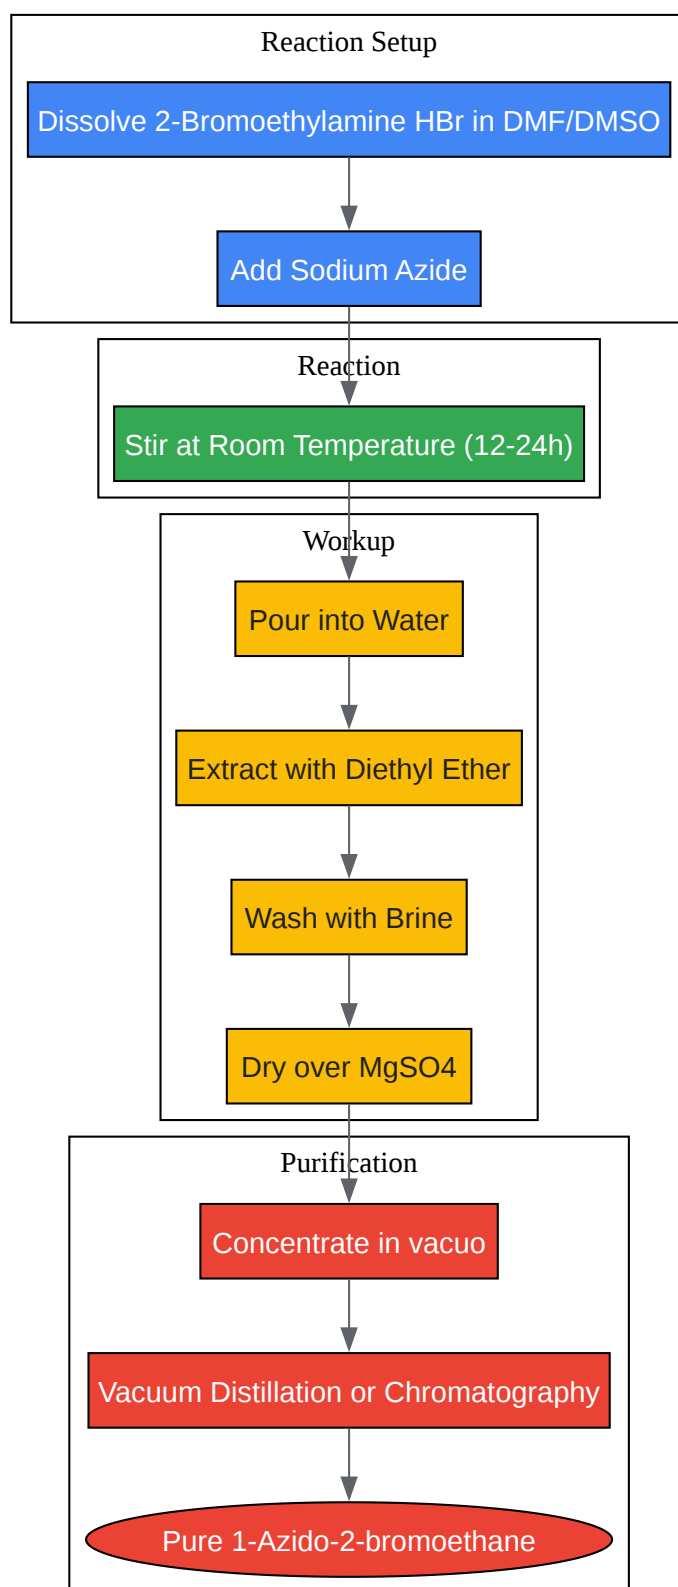 Reaction Setup
Dissolve 2-Bromoethylamine HBr in DMF/DMSO
Add Sodium Azide
Reaction
Stir at Room Temperature (12-24h)
Workup
Pour into Water
Extract with Diethyl Ether
Wash with Brine
Dry over MgSO4
Purification
Concentrate in vacuo
Vacuum Distillation or Chromatography
Pure 1-Azido-2-bromoethane